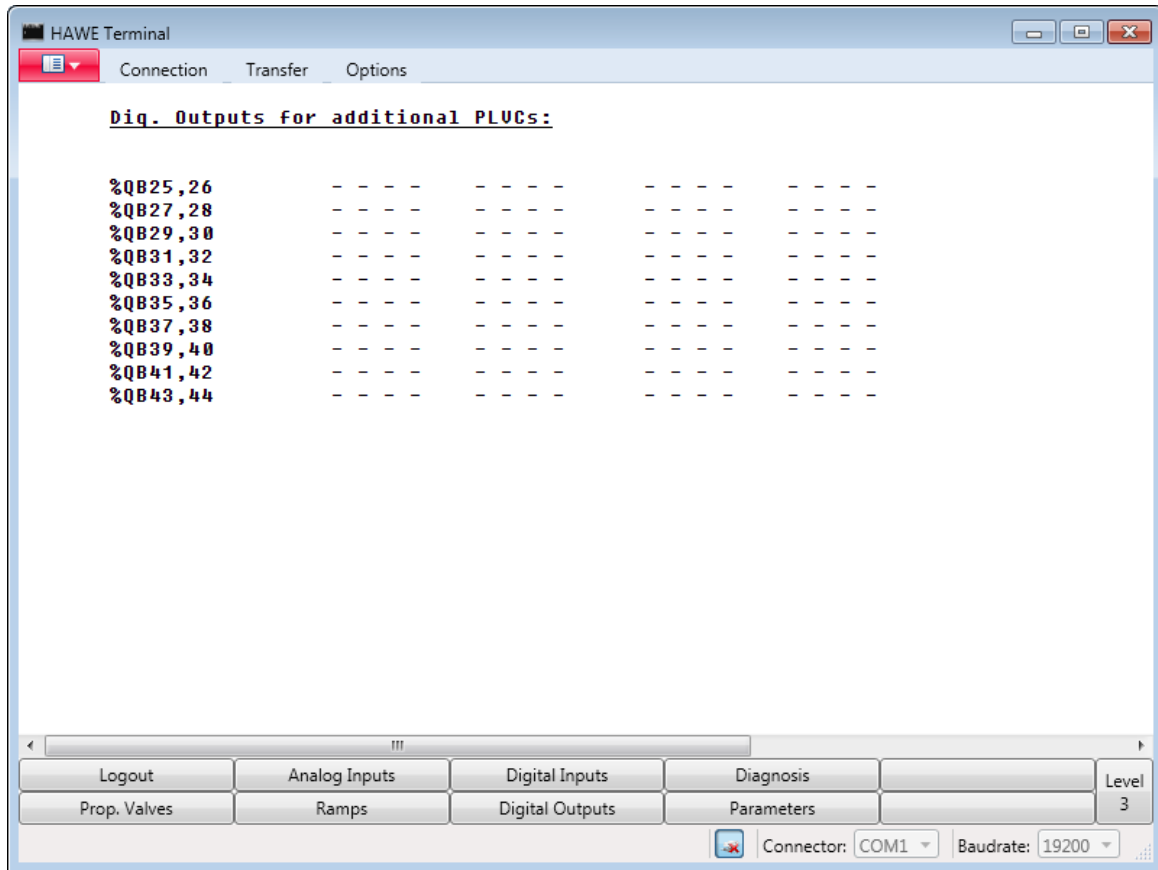 HAWE Terminal
Connection Transfer Options
Dig. Outputs for additional PLVCs:
%QB25,26 - - - - - - - - - - - - - - - -
%QB27,28 - - - - - - - - - - - - - - - -
%QB29,30 - - - - - - - - - - - - - - - -
%QB31,32 - - - - - - - - - - - - - - - -
%QB33,34 - - - - - - - - - - - - - - - -
%QB35,36 - - - - - - - - - - - - - - - -
%QB37,38 - - - - - - - - - - - - - - - -
%QB39,40 - - - - - - - - - - - - - - - -
%QB41,42 - - - - - - - - - - - - - - - -
%QB43,44 - - - - - - - - - - - - - - - -
Logout Analog Inputs Digital Inputs Diagnosis Level
Prop. Valves Ramps Digital Outputs Parameters 3
Connector: COM1 Baudrate: 19200